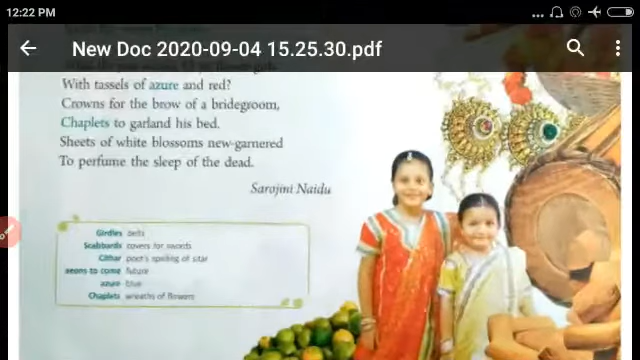 12:22 PM
New Doc 2020-09-04 15.25.30.pdf
With tassels of azure and red?
Crowns for the brow of a bridegroom,
Chaplets to garland his bed.
Sheets of white blossoms new-garnered
To perfume the sleep of the dead.
Sarojini Naidu
Girdles belts
Scabbards covers for swords
Cithar poet's spelling of sitar
aeons to come future
azure blue
Chaplets wreaths of flowers